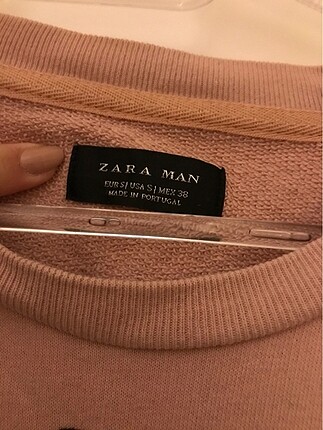 ZARA MAN
EUR S | USA S | MEX 38
MADE IN PORTUGAL